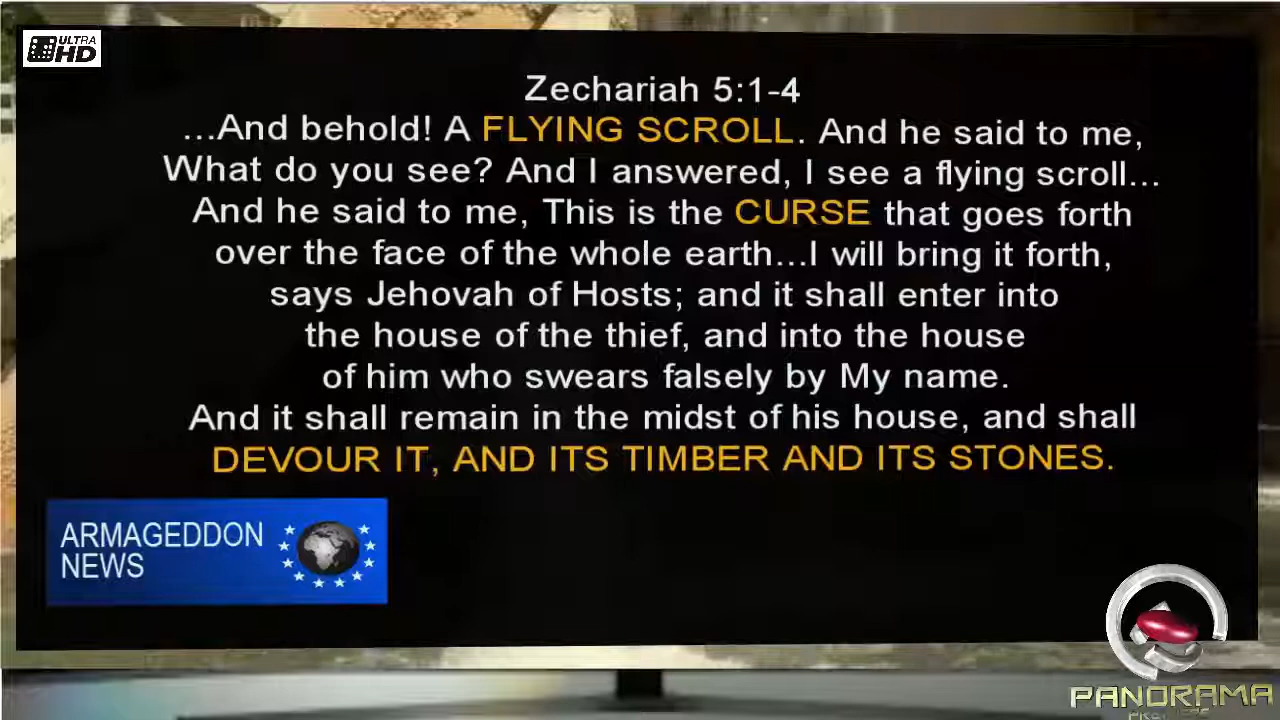 ULTRA
HD
Zechariah 5:1-4
...And behold! A FLYING SCROLL. And he said to me,
What do you see? And I answered, I see a flying scroll...
And he said to me, This is the CURSE that goes forth
over the face of the whole earth...I will bring it forth,
says Jehovah of Hosts; and it shall enter into
the house of the thief, and into the house
of him who swears falsely by My name.
And it shall remain in the midst of his house, and shall
DEVOUR IT, AND ITS TIMBER AND ITS STONES.
ARMAGEDDON
NEWS
PANORAMA